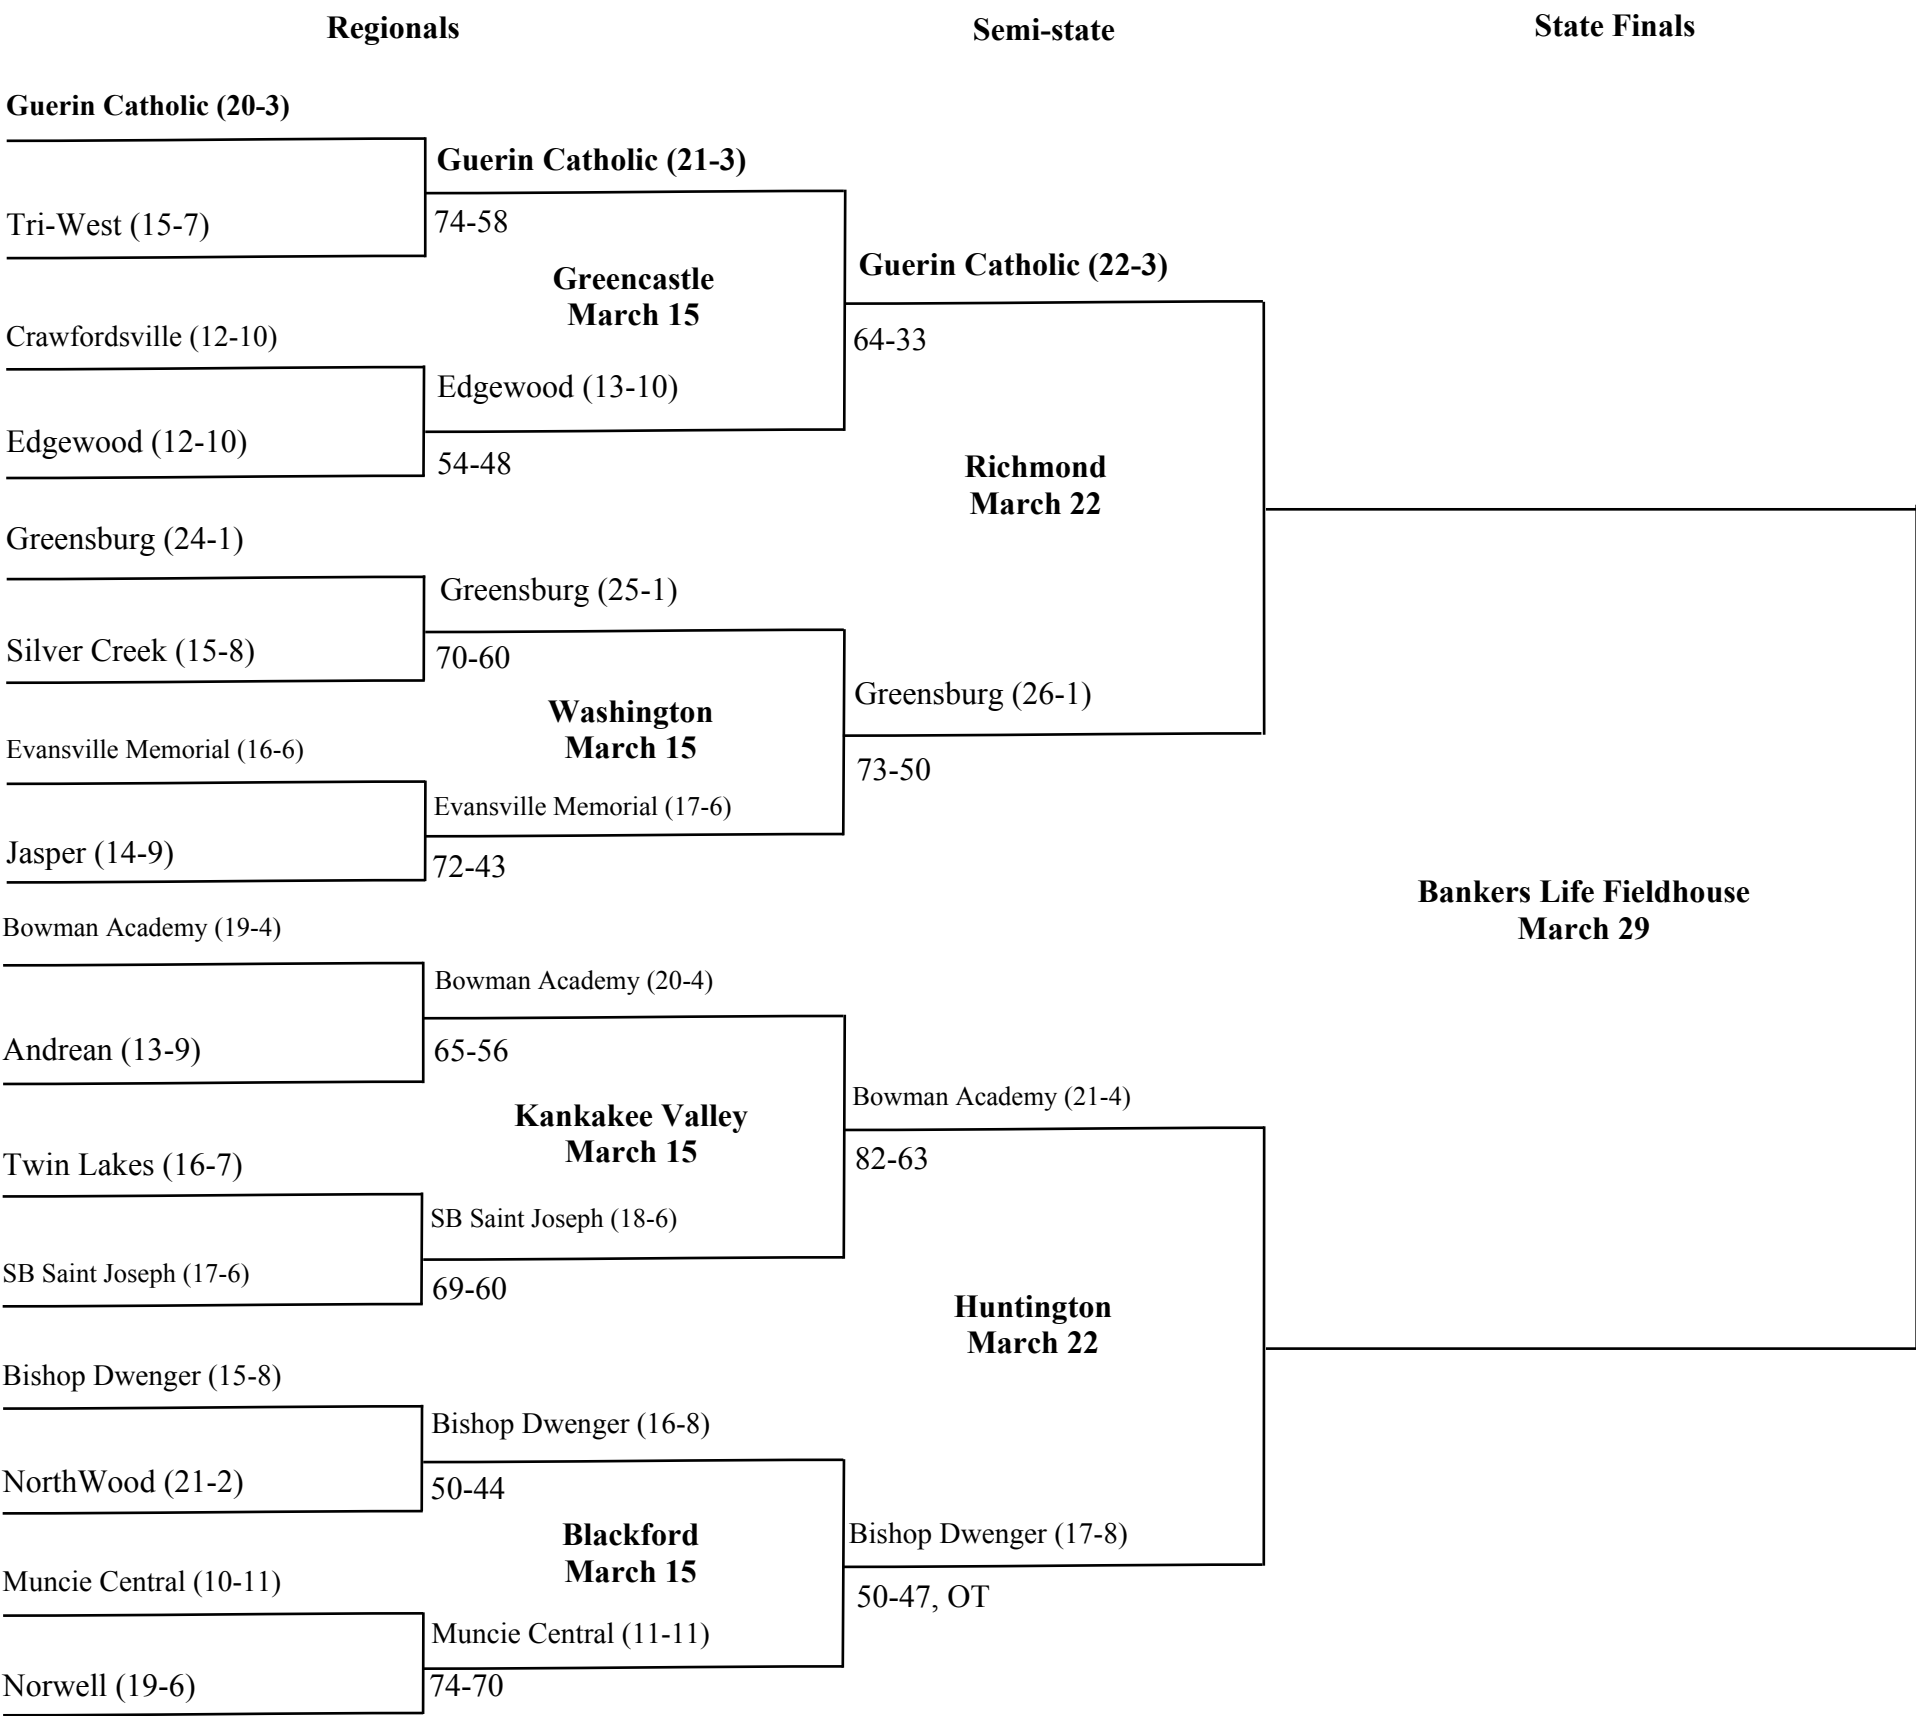 Regionals
Semi-state
State Finals
Guerin Catholic (20-3)
Guerin Catholic (21-3)
Tri-West (15-7)
74-58
Guerin Catholic (22-3)
Greencastle
March 15
Crawfordsville (12-10)
64-33
Edgewood (13-10)
Edgewood (12-10)
54-48
Richmond
March 22
Greensburg (24-1)
Greensburg (25-1)
Silver Creek (15-8)
70-60
Greensburg (26-1)
Washington
March 15
Evansville Memorial (16-6)
73-50
Evansville Memorial (17-6)
Jasper (14-9)
72-43
Bankers Life Fieldhouse
March 29
Bowman Academy (19-4)
Bowman Academy (20-4)
Andrean (13-9)
65-56
Bowman Academy (21-4)
Kankakee Valley
March 15
Twin Lakes (16-7)
82-63
SB Saint Joseph (18-6)
SB Saint Joseph (17-6)
69-60
Huntington
March 22
Bishop Dwenger (15-8)
Bishop Dwenger (16-8)
NorthWood (21-2)
50-44
Blackford
March 15
Bishop Dwenger (17-8)
Muncie Central (10-11)
50-47, OT
Muncie Central (11-11)
Norwell (19-6)
74-70